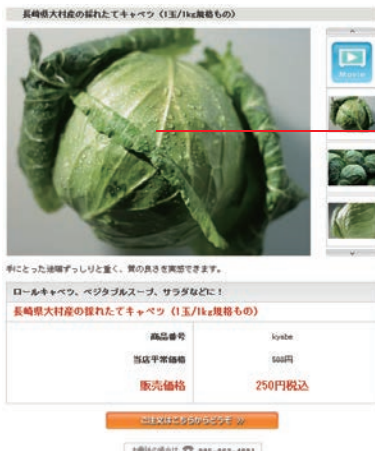 長崎県大村産の採れたてキャベツ（1玉/1kg規格もの）
Movie
手にとった途端ずっしりと重く、質の良さを実感できます。
ロールキャベツ、ベジタブルスープ、サラダなどに！
長崎県大村産の採れたてキャベツ（1玉/1kg規格もの）
商品番号 kyabe
当店平常価格 500円
販売価格 250円税込
ご注文はこちらからどうぞ »